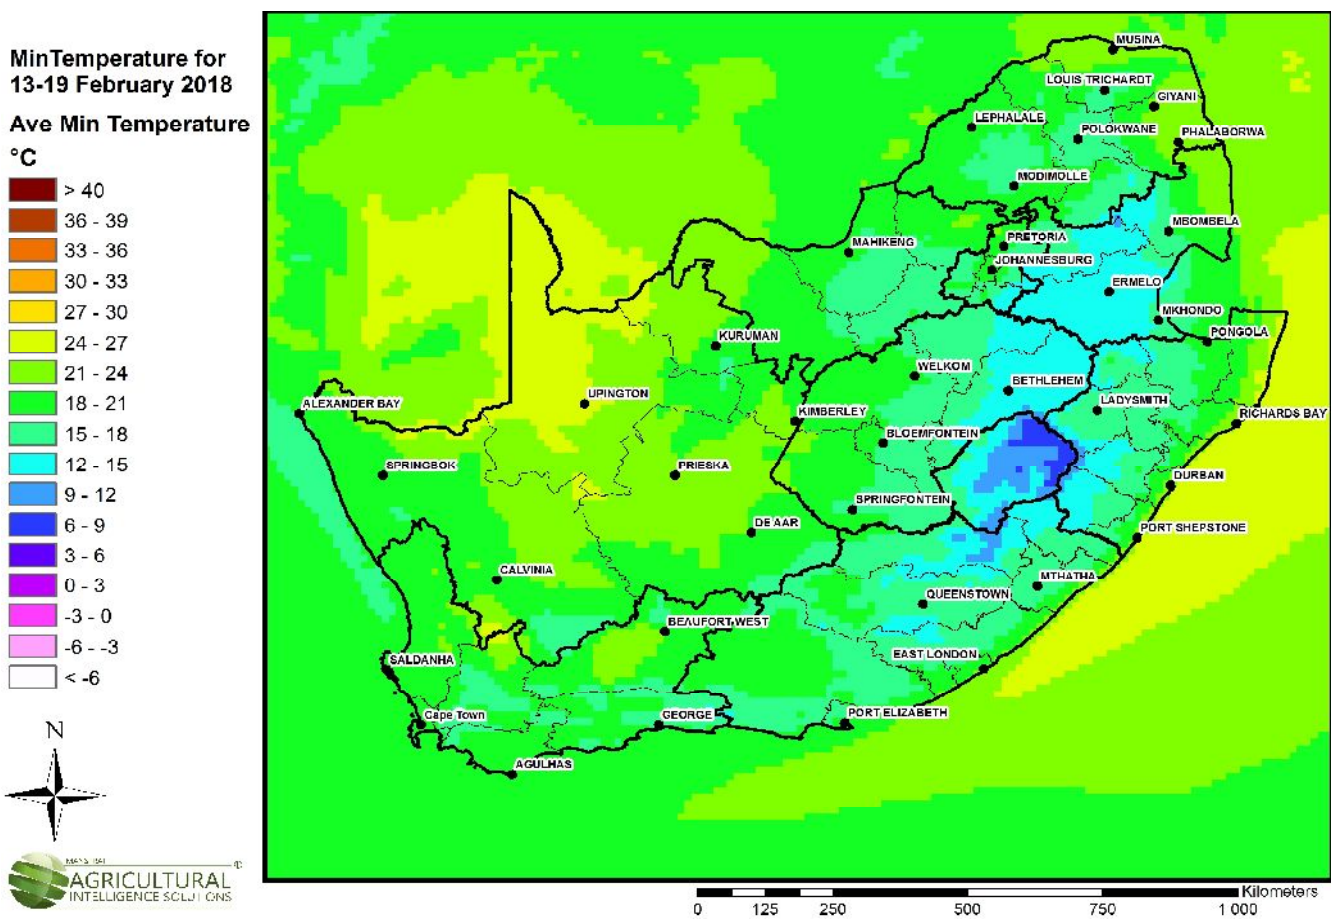 MinTemperature for
13-19 February 2018
Ave Min Temperature
°C
> 40
36 - 39
33 - 36
30 - 33
27 - 30
24 - 27
21 - 24
18 - 21
15 - 18
12 - 15
9 - 12
6 - 9
3 - 6
0 - 3
-3 - 0
-6 - -3
< -6
N
AGRICULTURAL
INTELLIGENCE SOLUTIONS
MUSINA
LOUIS TRICHARDT
GIYANI
LEPHALALE
POLOKWANE
PHALABORWA
MODIMOLLE
MBOMBELA
PRETORIA
MAHIKENG
JOHANNESBURG
ERMELO
MKHONDO
PONGOLA
KURUMAN
WELKOM
BETHLEHEM
UPINGTON
ALEXANDER BAY
LADYSMITH
KIMBERLEY
RICHARDS BAY
BLOEMFONTEIN
SPRINGBOK
PRIESKA
DURBAN
SPRINGFONTEIN
DE AAR
PORT SHEPSTONE
CALVINIA
MTHATHA
QUEENSTOWN
BEAUFORT WEST
EAST LONDON
SALDANHA
Cape Town
GEORGE
PORT ELIZABETH
AGULHAS
Kilometers
0 125 250 500 750 1 000